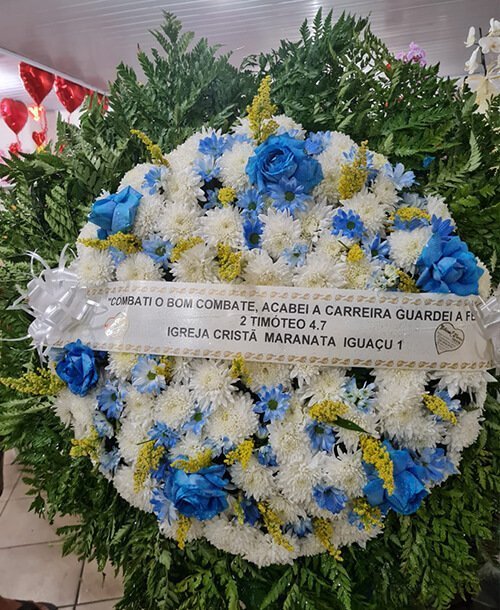 "COMBATI O BOM COMBATE, ACABEI A CARREIRA GUARDEI A FÉ
2 TIMÓTEO 4.7
IGREJA CRISTÃ MARANATA IGUAÇU 1